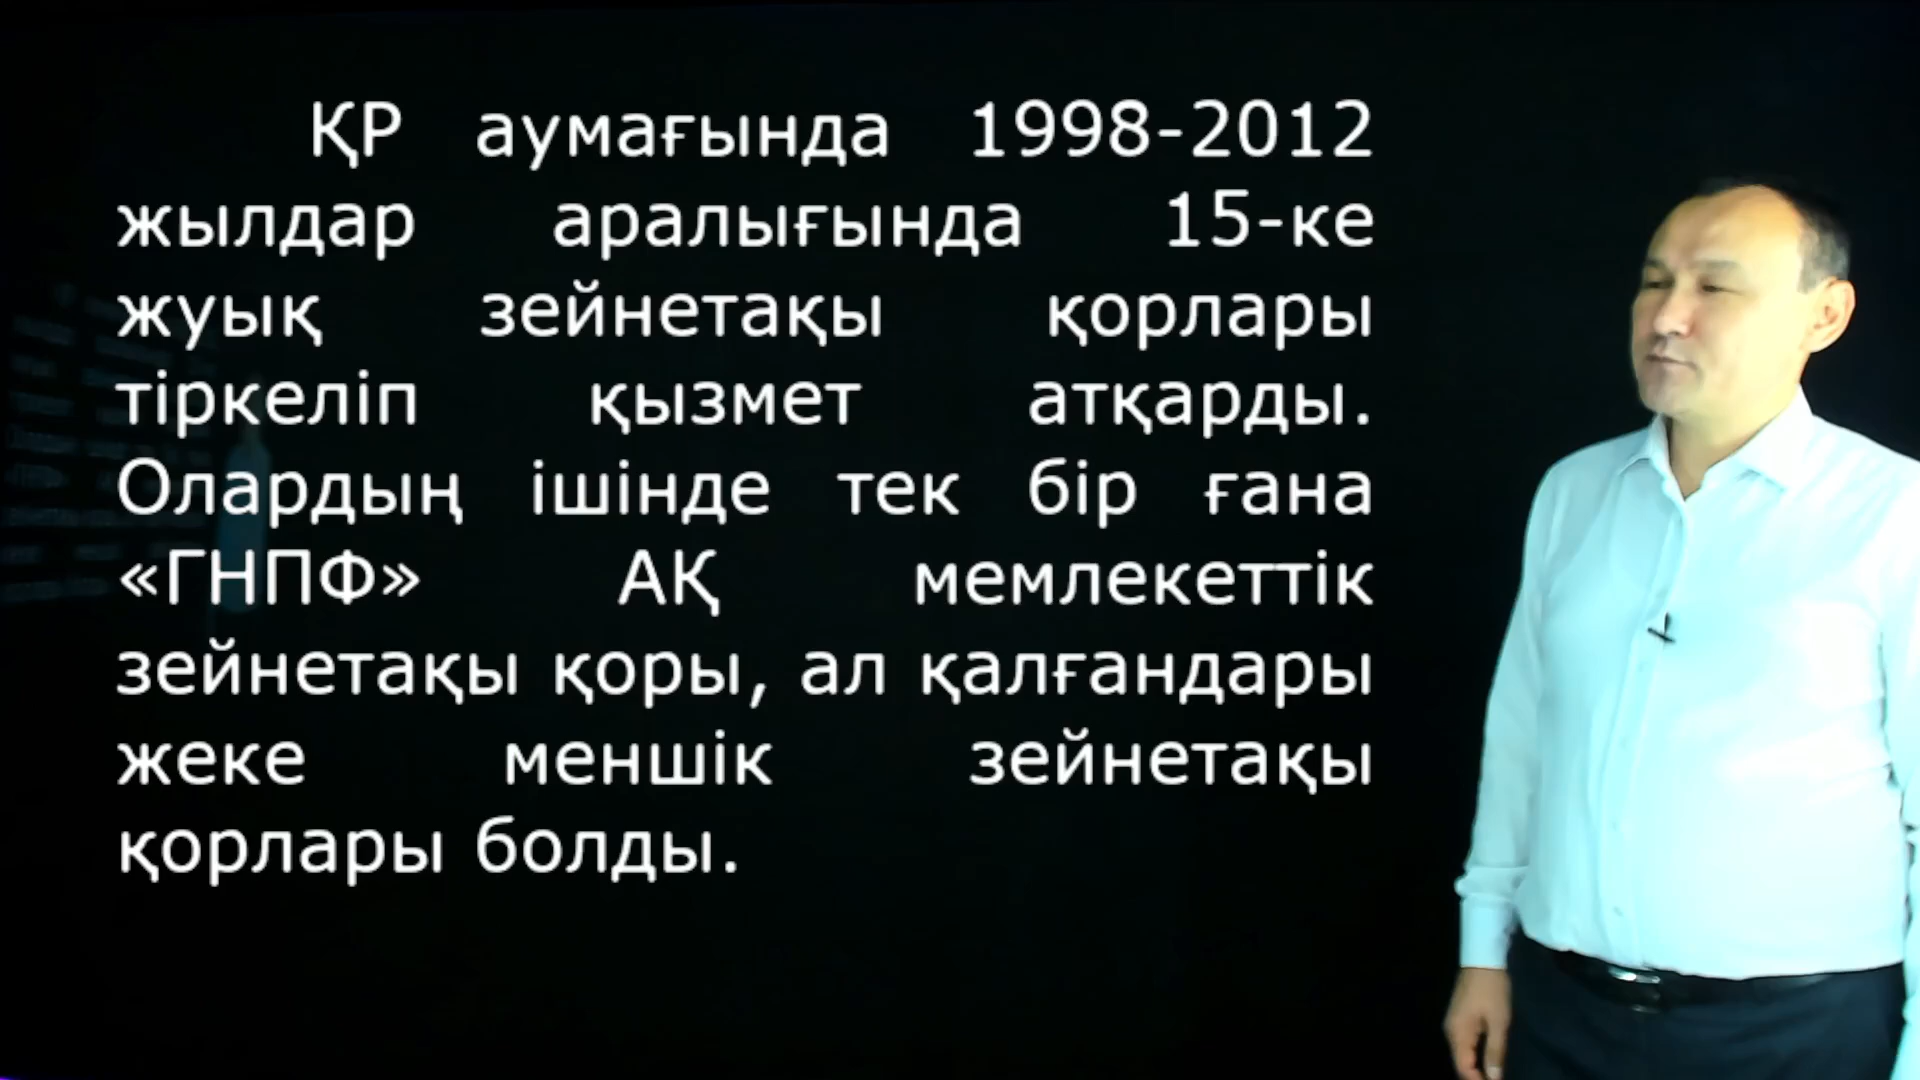 ҚР аумағында 1998-2012
жылдар аралығында 15-ке
жуық зейнетақы қорлары
тіркеліп қызмет атқарды.
Олардың ішінде тек бір ғана
«ГНПФ» АҚ мемлекеттік
зейнетақы қоры, ал қалғандары
жеке меншік зейнетақы
қорлары болды.